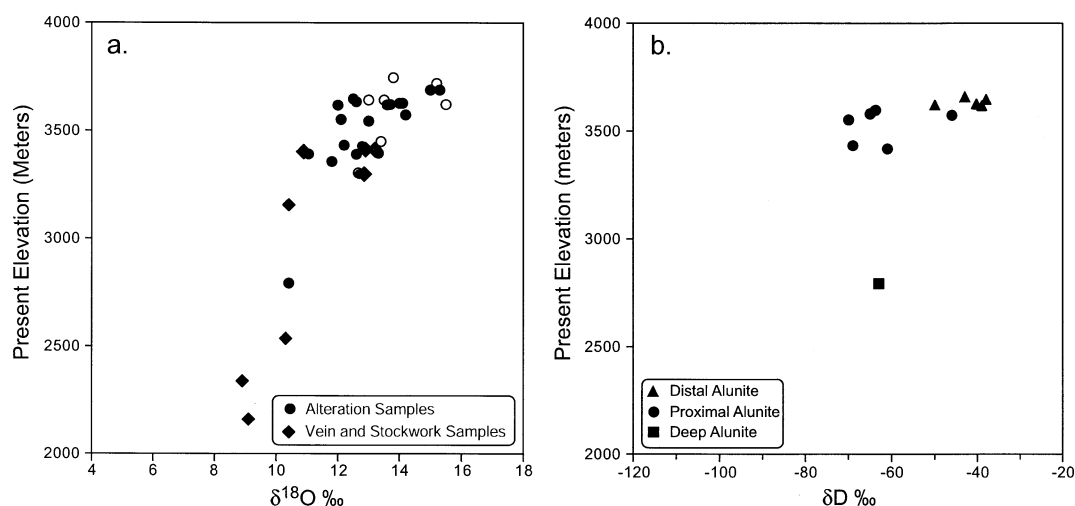 a.
Present Elevation (Meters)
4000
3500
3000
2500
2000
4 6 8 10 12 14 16 18
δ¹⁸O ‰
Alteration Samples
Vein and Stockwork Samples
b.
Present Elevation (meters)
4000
3500
3000
2500
2000
-120 -100 -80 -60 -40 -20
δD ‰
Distal Alunite
Proximal Alunite
Deep Alunite